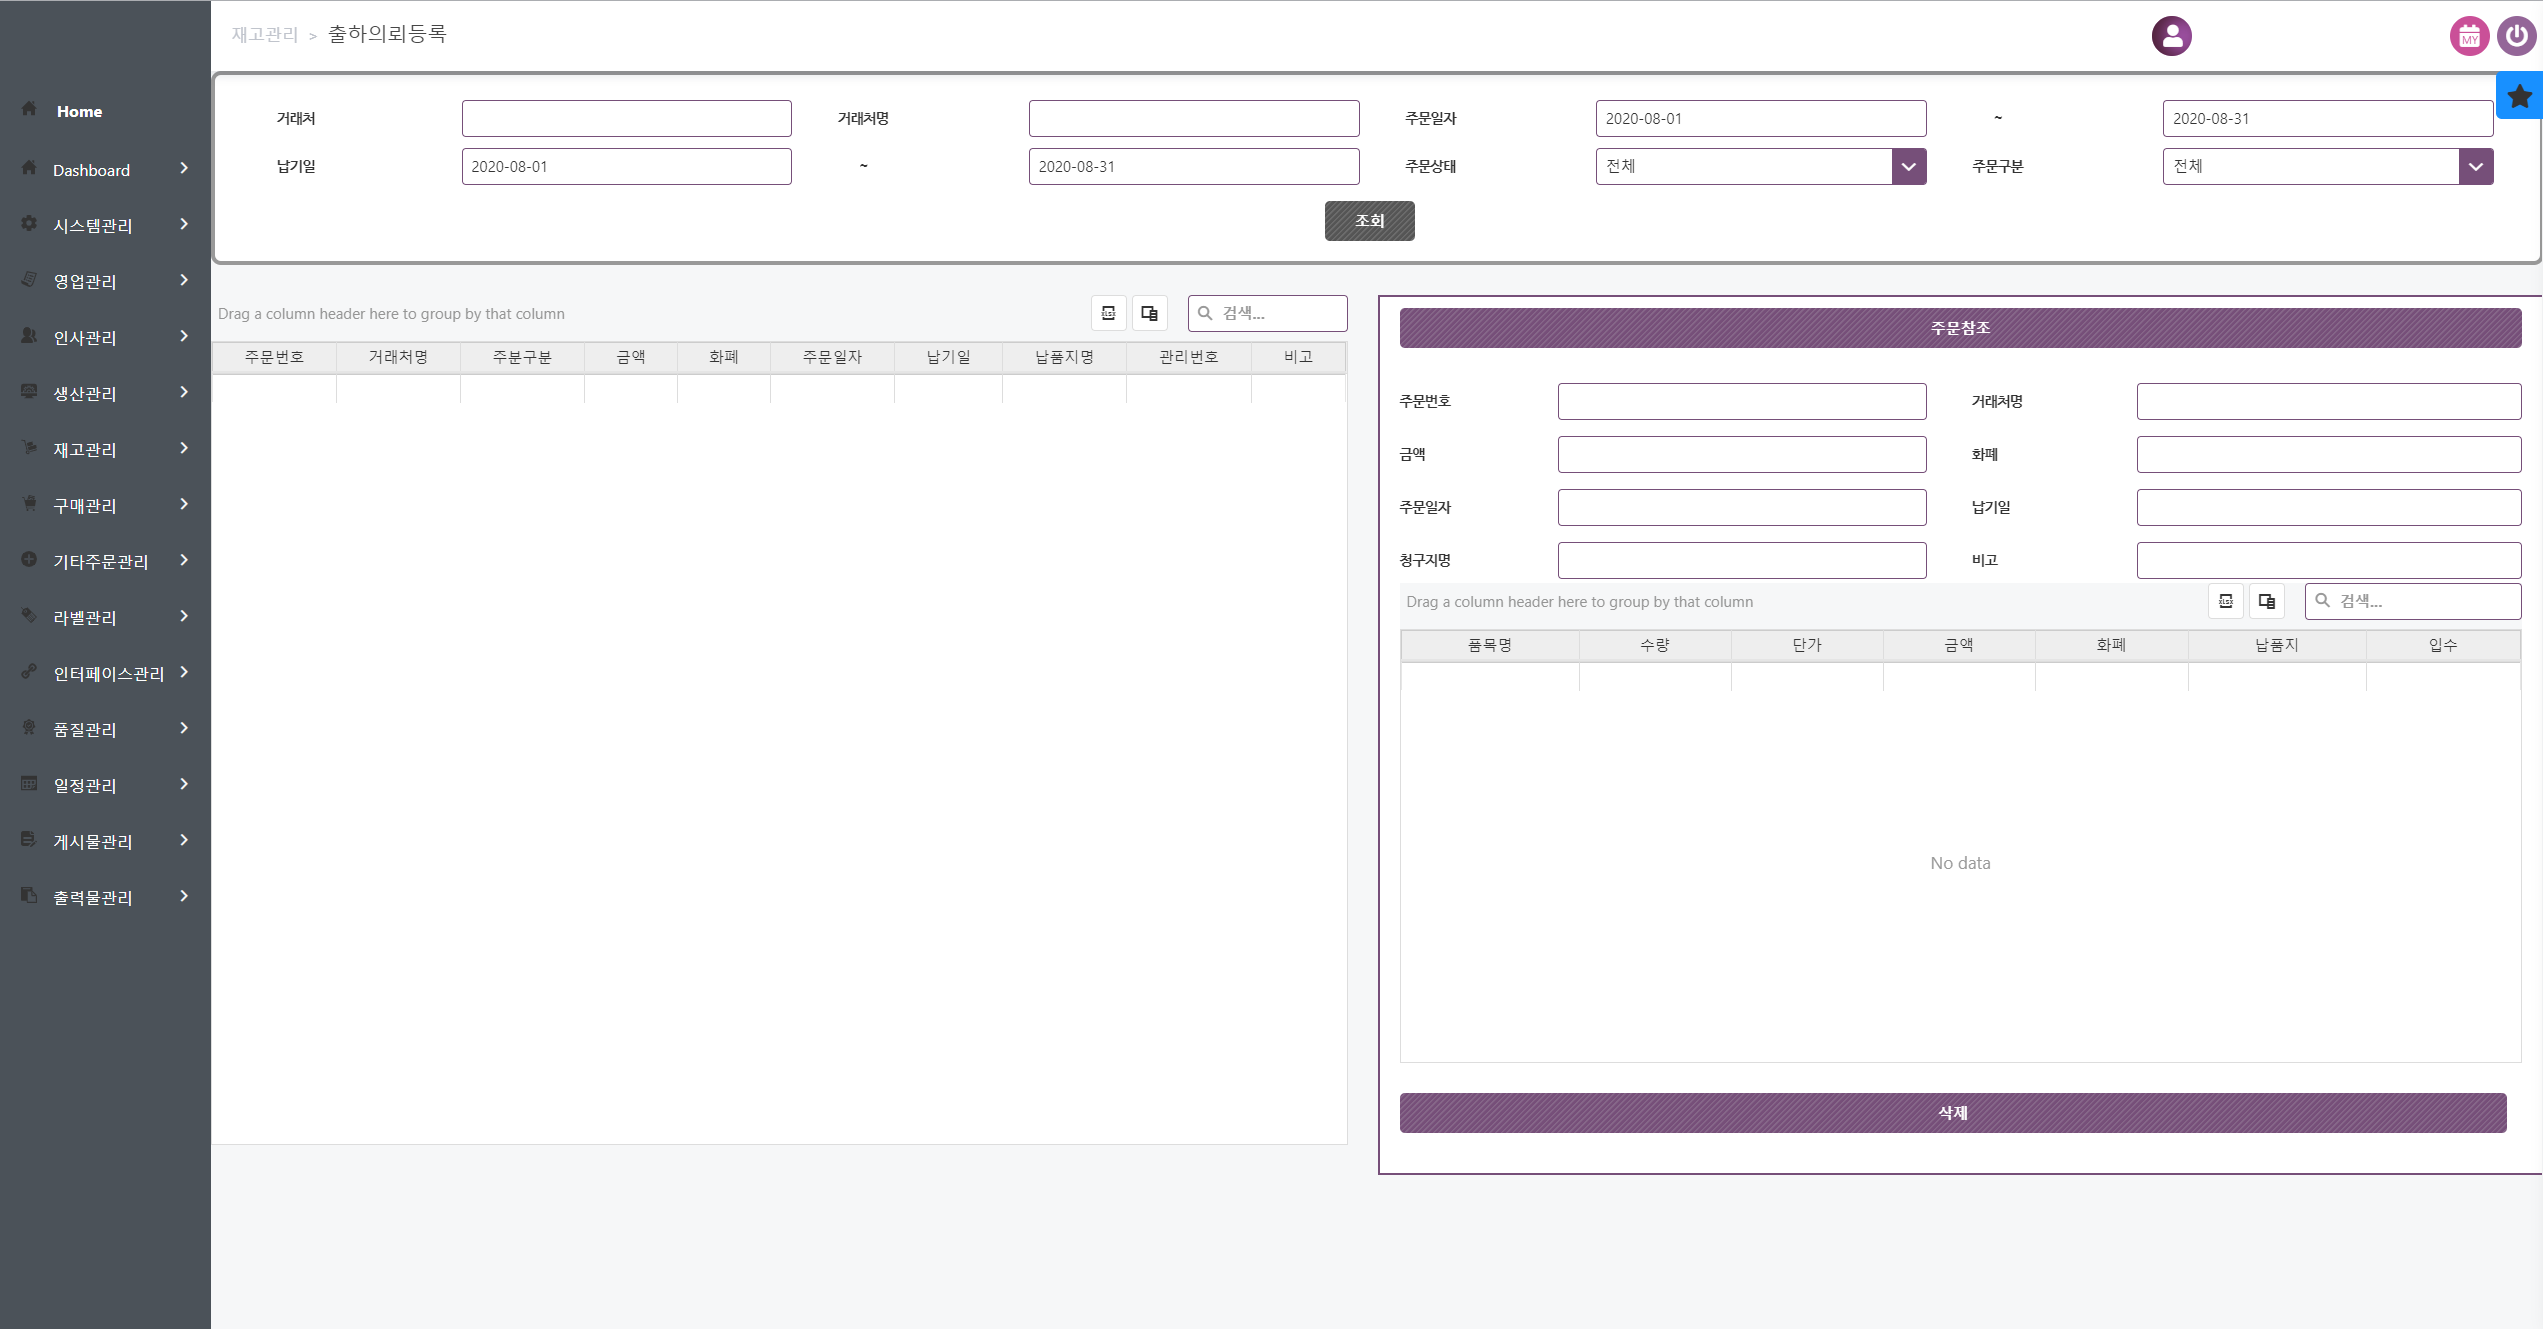 재고관리 > 출하의뢰등록
MY
Home
Dashboard
시스템관리
영업관리
인사관리
생산관리
재고관리
구매관리
기타주문관리
라벨관리
인터페이스관리
품질관리
일정관리
게시물관리
출력물관리
거래처 거래처명 주문일자 2020-08-01 ~ 2020-08-31
납기일 2020-08-01 ~ 2020-08-31 주문상태 전체 주문구분 전체
조회
Drag a column header here to group by that column xlsx 검색...
주문번호 거래처명 주분구분 금액 화폐 주문일자 납기일 납품지명 관리번호 비고
주문참조
주문번호 거래처명
금액 화폐
주문일자 납기일
청구지명 비고
Drag a column header here to group by that column xlsx 검색...
품목명 수량 단가 금액 화폐 납품지 입수
No data
삭제